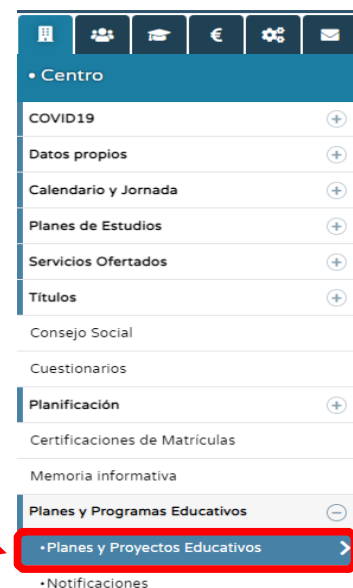 €
• Centro
COVID19
Datos propios
Calendario y Jornada
Planes de Estudios
Servicios Ofertados
Títulos
Consejo Social
Cuestionarios
Planificación
Certificaciones de Matrículas
Memoria informativa
Planes y Programas Educativos
•Planes y Proyectos Educativos
•Notificaciones